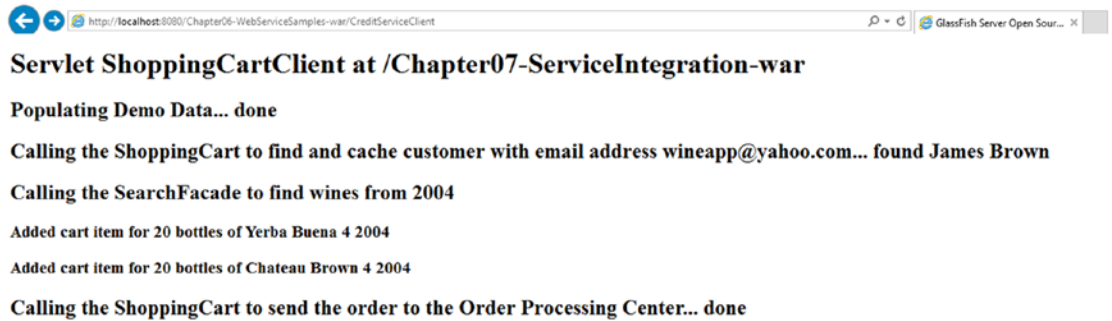 http://localhost:8080/Chapter06-WebServiceSamples-war/CreditServiceClient
GlassFish Server Open Sour...
Servlet ShoppingCartClient at /Chapter07-ServiceIntegration-war
Populating Demo Data... done
Calling the ShoppingCart to find and cache customer with email address wineapp@yahoo.com... found James Brown
Calling the SearchFacade to find wines from 2004
Added cart item for 20 bottles of Yerba Buena 4 2004
Added cart item for 20 bottles of Chateau Brown 4 2004
Calling the ShoppingCart to send the order to the Order Processing Center... done